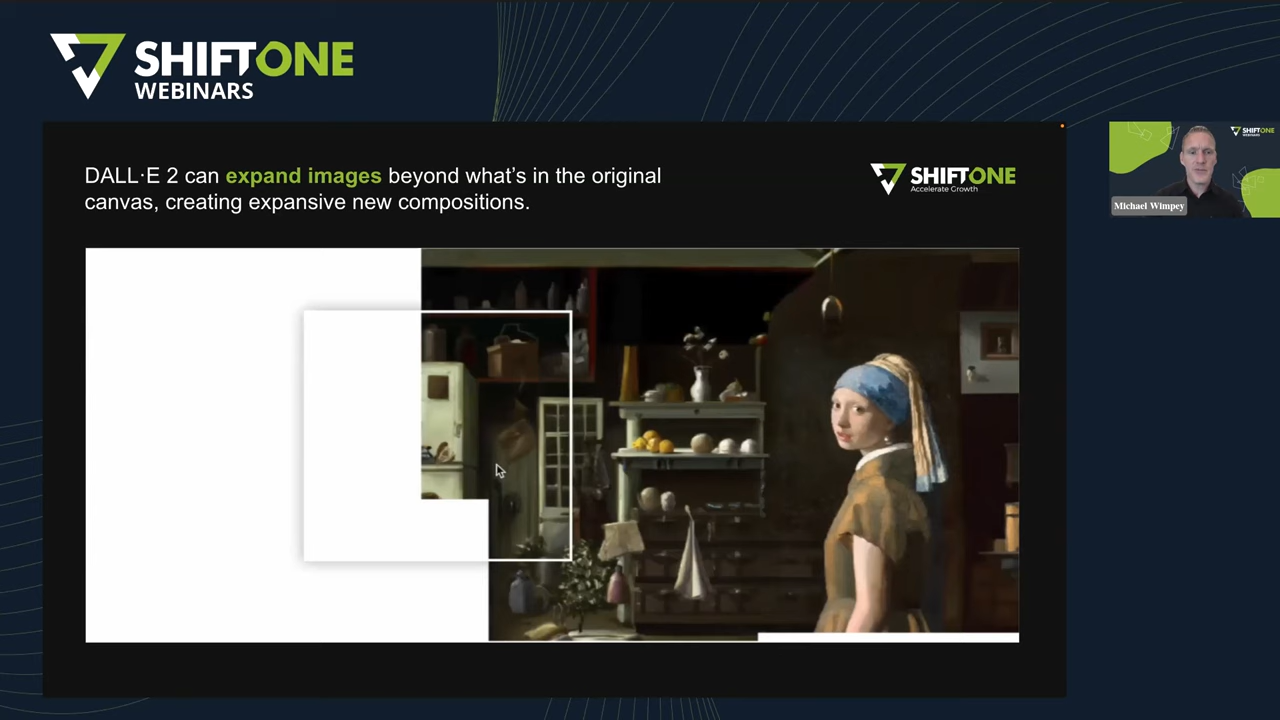 SHIFTONE
WEBINARS
DALL·E 2 can expand images beyond what’s in the original
canvas, creating expansive new compositions.
SHIFTONE
Accelerate Growth
SHIFTONE
WEBINARS
Michael Wimpey